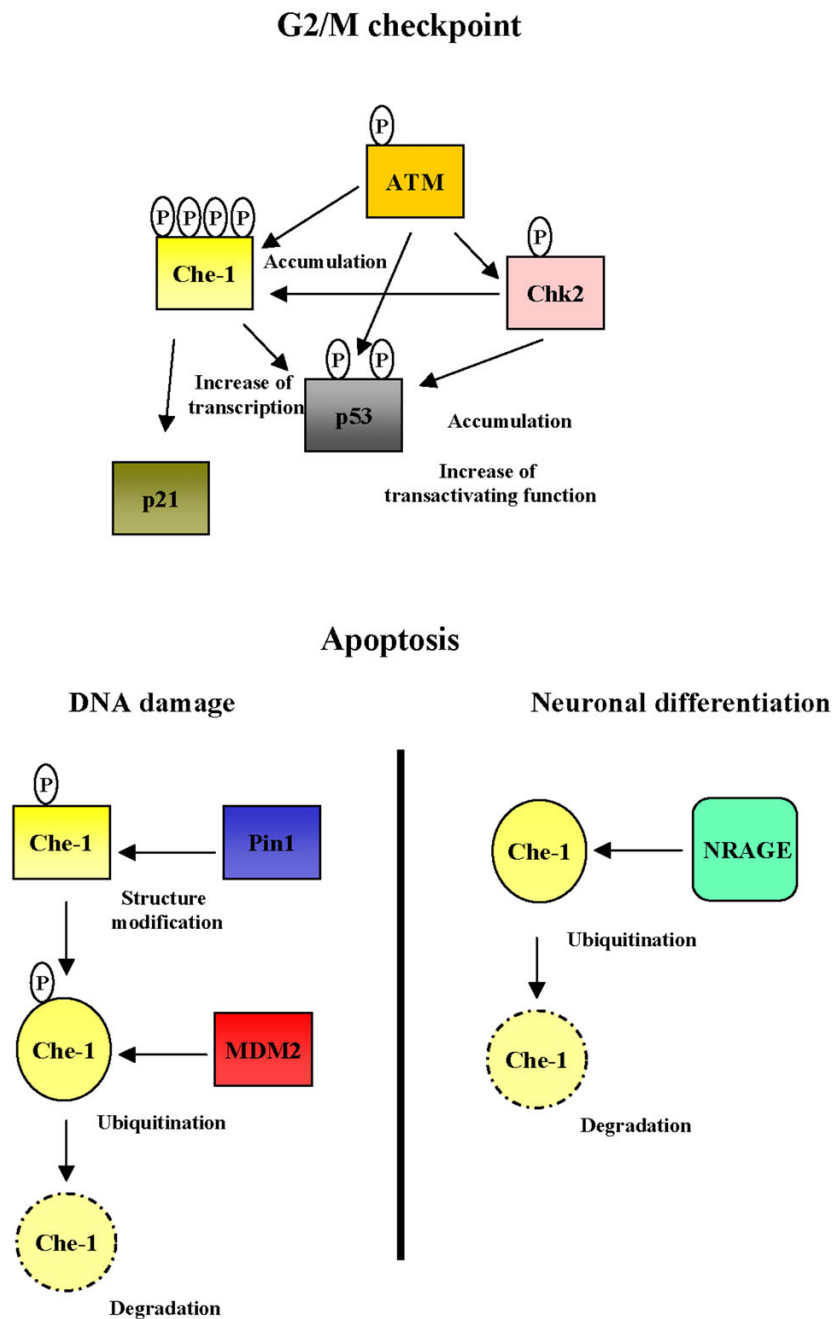 G2/M checkpoint
P
ATM
P P P P
P
Che-1
Accumulation
Chk2
P P
Increase of
transcription
p53
Accumulation
p21
Increase of
transactivating function
Apoptosis
DNA damage
Neuronal differentiation
P
Che-1
Pin1
Che-1
NRAGE
Structure
modification
Ubiquitination
P
Che-1
MDM2
Che-1
Ubiquitination
Degradation
Che-1
Degradation